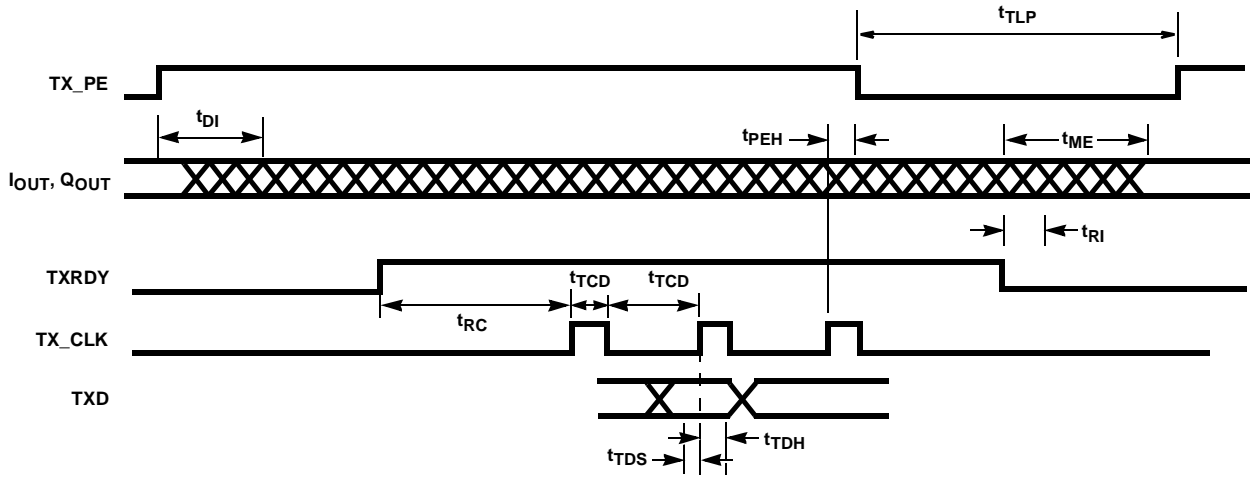 tTLP
TX_PE
tDI
tPEH
tME
IOUT, QOUT
tRI
TXRDY
tTCD
tTCD
tRC
TX_CLK
TXD
tTDH
tTDS